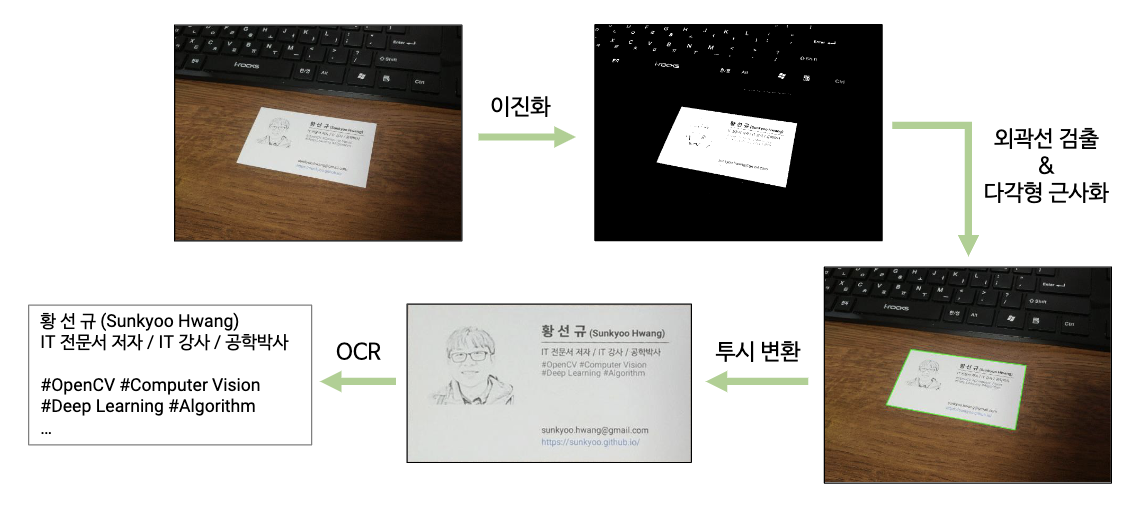 이진화
외곽선 검출
&
다각형 근사화
투시 변환
황 선 규 (Sunkyoo Hwang)
IT 전문서 저자 / IT 강사 / 공학박사
#OpenCV #Computer Vision
#Deep Learning #Algorithm
sunkyoo.hwang@gmail.com
https://sunkyoo.github.io/
OCR
황 선 규 (Sunkyoo Hwang)
IT 전문서 저자 / IT 강사 / 공학박사
#OpenCV #Computer Vision
#Deep Learning #Algorithm
...